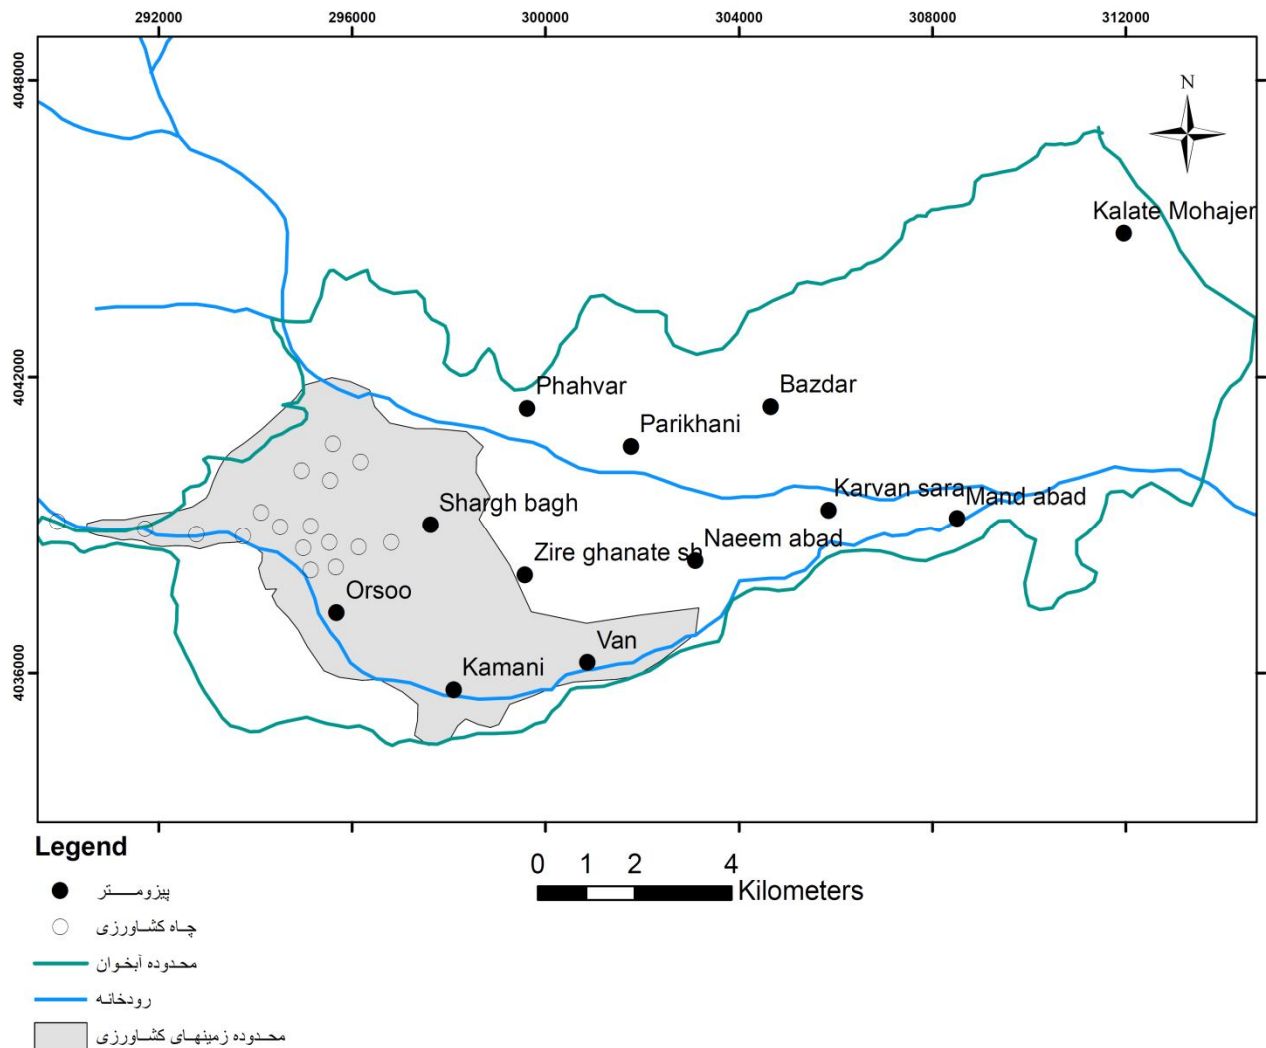 292000 296000 300000 304000 308000 312000
4048000
N
Kalate Mohajer
4042000
Phahvar
Bazdar
Parikhani
Karvan sara
Mand abad
Shargh bagh
Naeem abad
Zire ghanate sh
Orsoo
Van
Kamani
4036000
Legend
پیزومتر
چاه کشاورزی
محدوده آبخوان
رودخانه
محدوده زمینهای کشاورزی
0 1 2 4
Kilometers